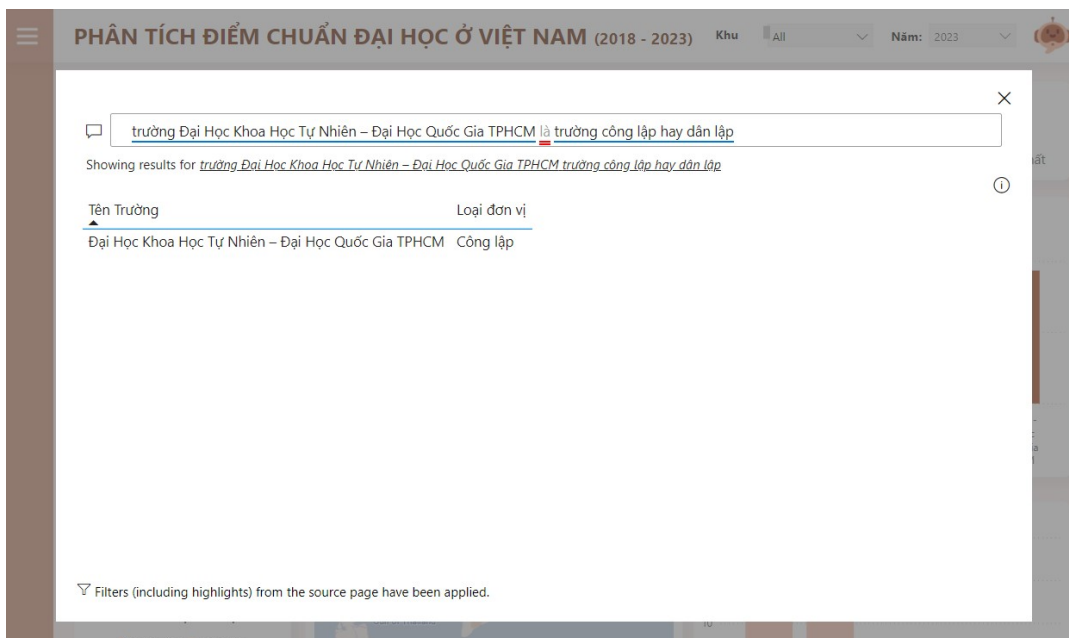 PHÂN TÍCH ĐIỂM CHUẨN ĐẠI HỌC Ở VIỆT NAM (2018 - 2023) Khu All Năm: 2023
trường Đại Học Khoa Học Tự Nhiên – Đại Học Quốc Gia TPHCM là trường công lập hay dân lập
Showing results for trường Đại Học Khoa Học Tự Nhiên – Đại Học Quốc Gia TPHCM trường công lập hay dân lập
Tên Trường Loại đơn vị
Đại Học Khoa Học Tự Nhiên – Đại Học Quốc Gia TPHCM Công lập
Filters (including highlights) from the source page have been applied.
10